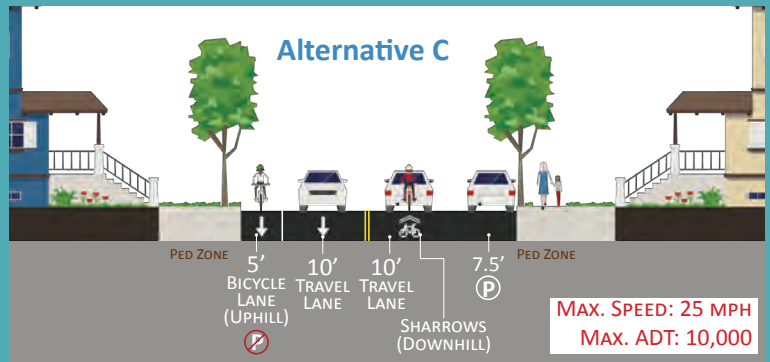 Alternative C
PED ZONE
5’
BICYCLE
LANE
(UPHILL)
P
10’
TRAVEL
LANE
10’
TRAVEL
LANE
SHARROWS
(DOWNHILL)
7.5’
P
PED ZONE
MAX. SPEED: 25 MPH
MAX. ADT: 10,000